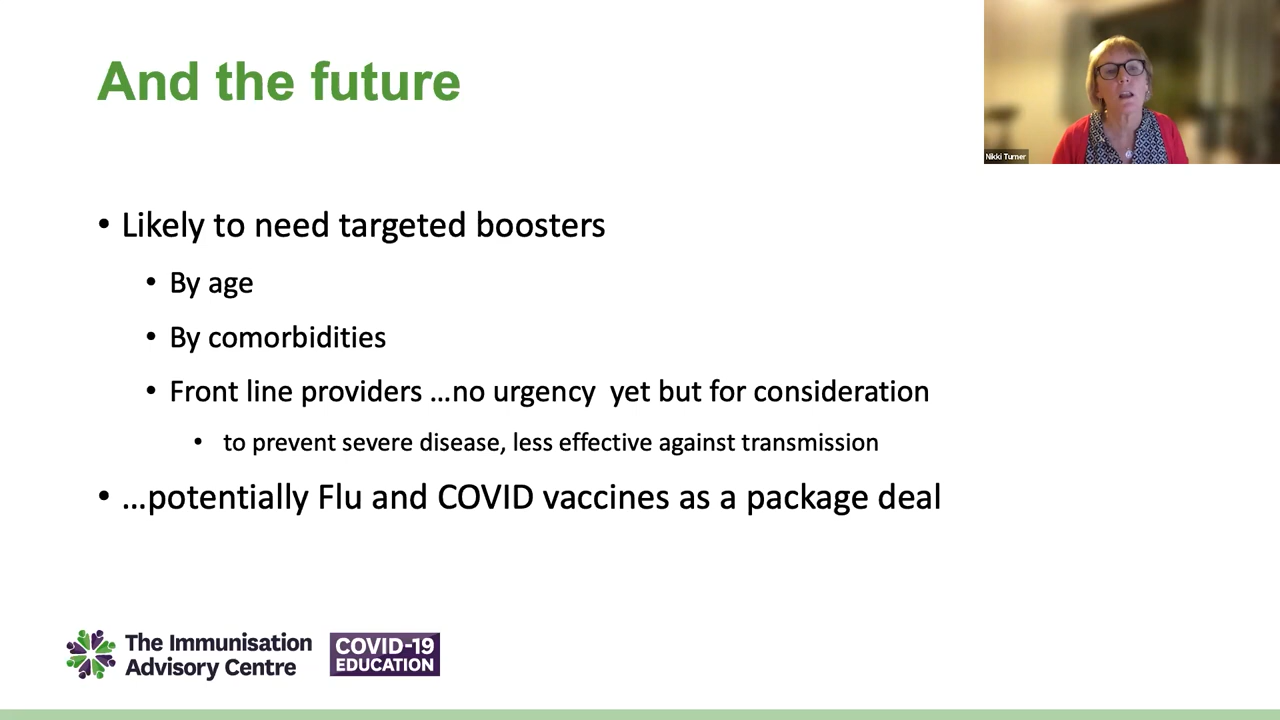 And the future
Nikki Turner
• Likely to need targeted boosters
• By age
• By comorbidities
• Front line providers ...no urgency  yet but for consideration
• to prevent severe disease, less effective against transmission
• ...potentially Flu and COVID vaccines as a package deal
The Immunisation
Advisory Centre
COVID-19
EDUCATION